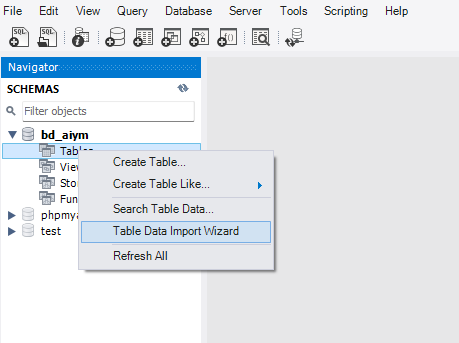 File Edit View Query Database Server Tools Scripting Help
SQL SQL
Navigator
SCHEMAS
Filter objects
bd_aiym
Tables
Create Table...
View
Create Table Like...
Sto
Fun
Search Table Data...
phpmya
Table Data Import Wizard
test
Refresh All